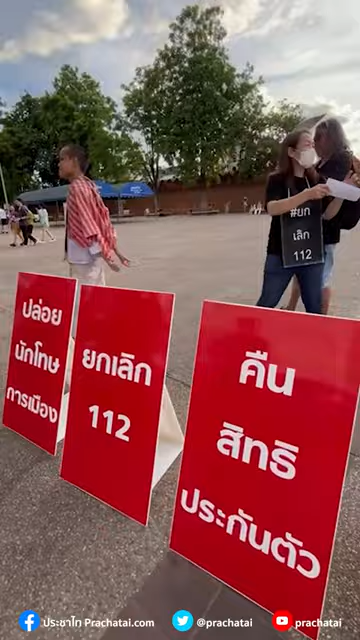 #ยก
เลิก
112
ปล่อย
นักโทษ
การเมือง
ยกเลิก
112
คืน
สิทธิ
ประกันตัว
ประชาไท Prachatai.com
prachatai
prachatai